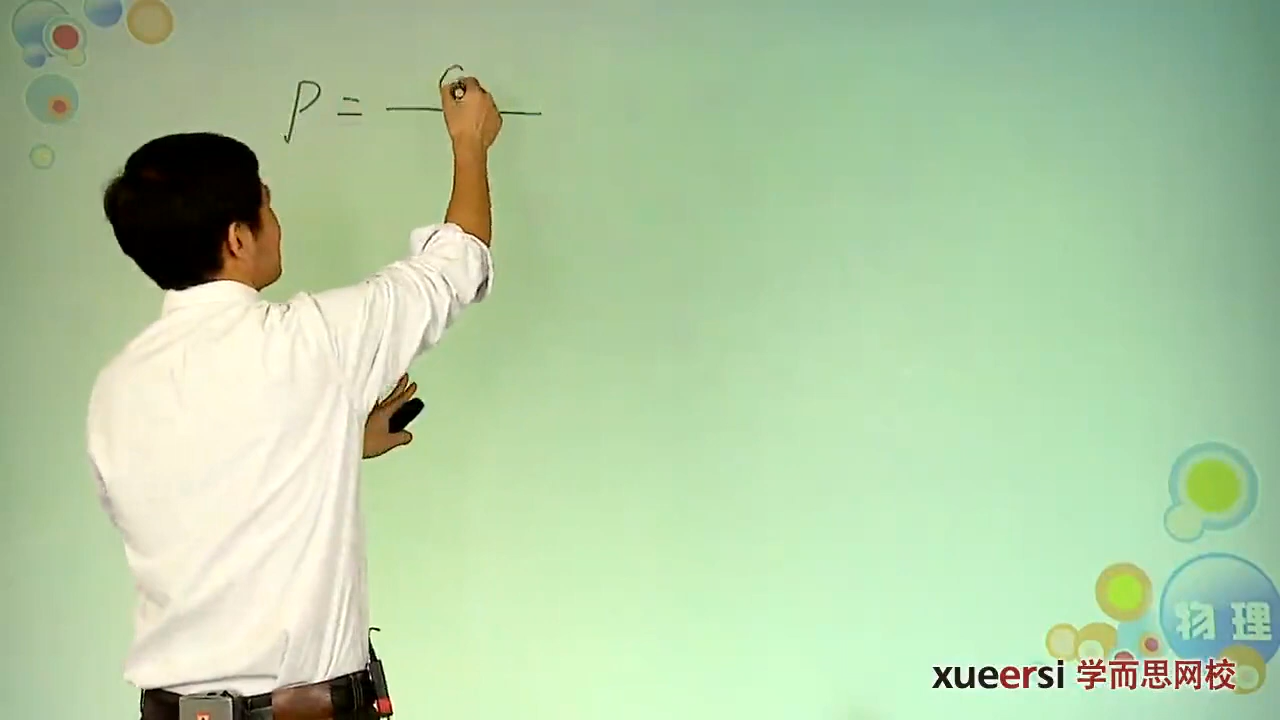 P =
物理
xueersi 学而思网校